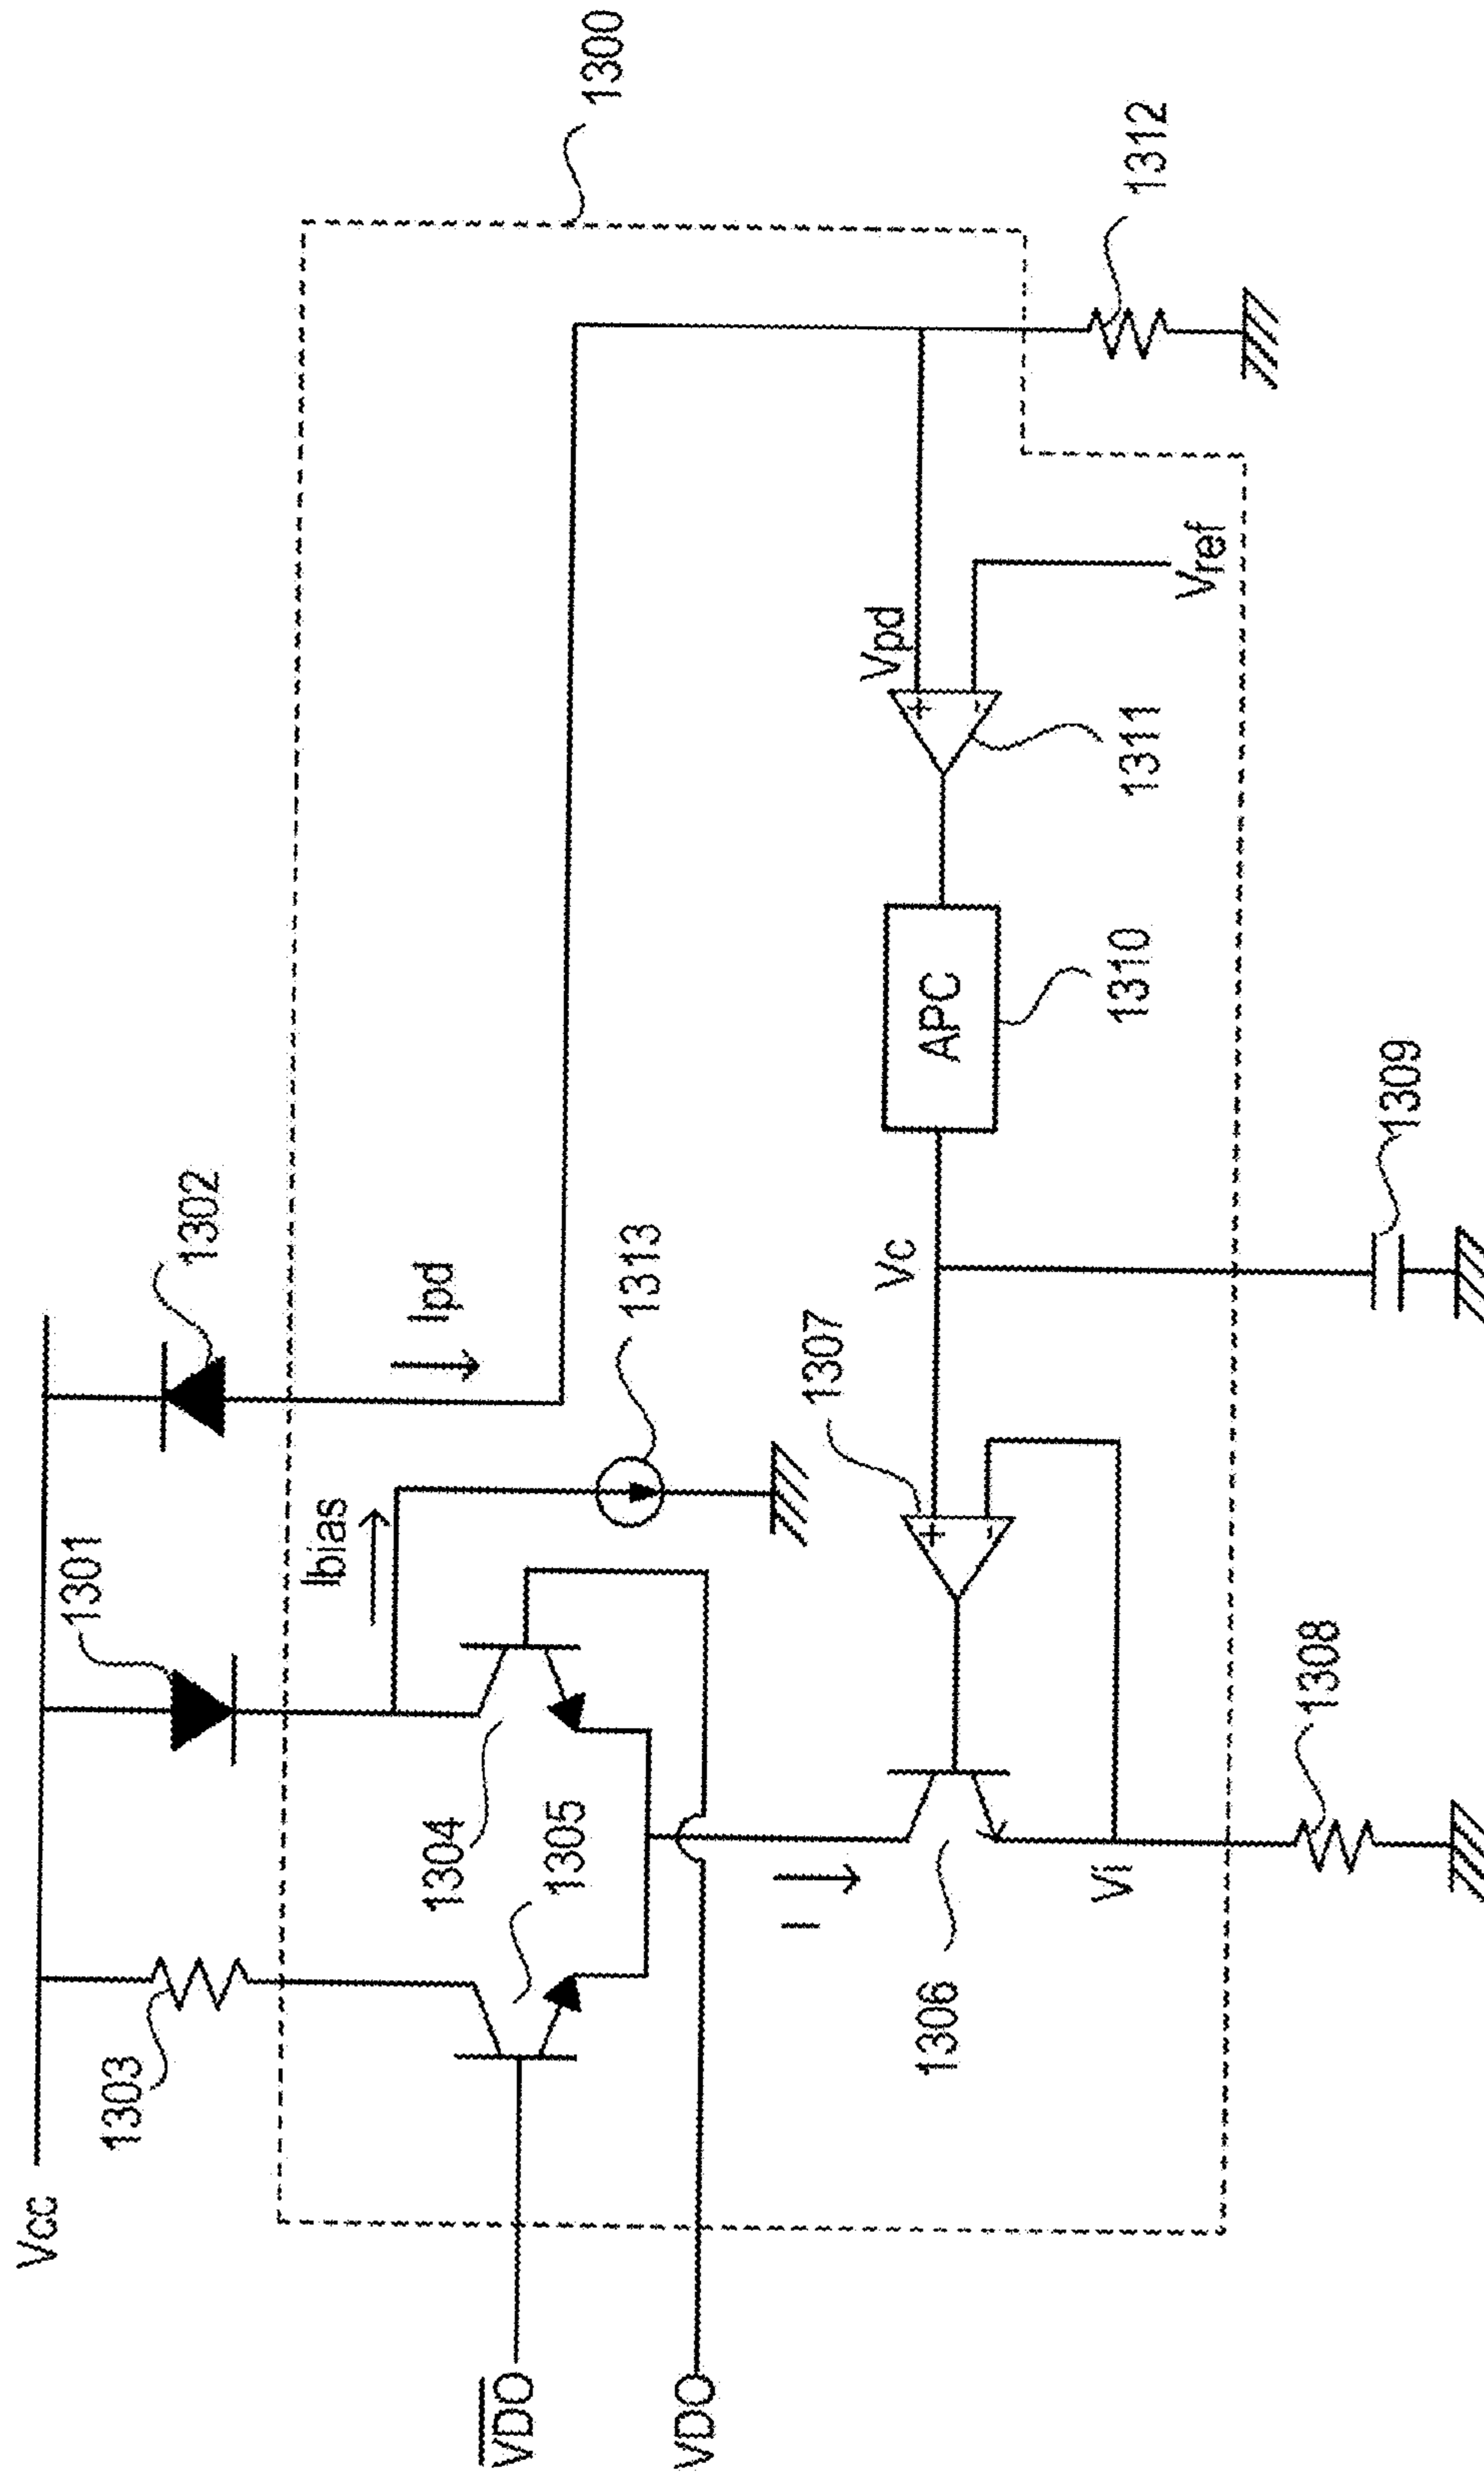 Vcc
1303
1301
1302
Ibias
Ipd
1300
1304
1305
1313
VDO
VDO
I
1306
1307
Vc
APC
1310
Vpd
+
-
1311
Vref
1312
+
-
Vi
1308
1309